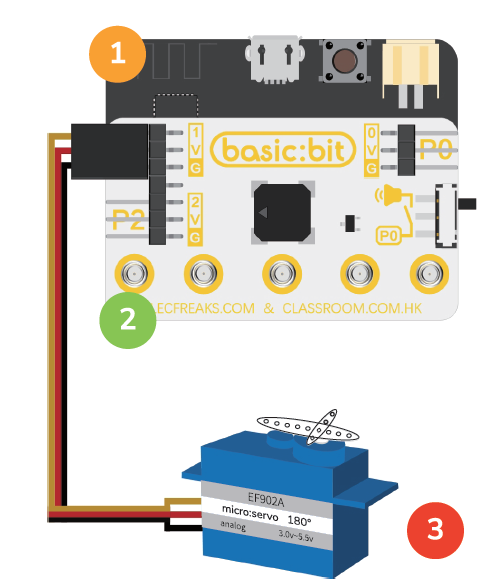 1
1
V
G
basic:bit
0
V
G
P0
P2
2
V
G
P0
2
ECFREAKS.COM & CLASSROOM.COM.HK
EF902A
micro:servo 180°
analog 3.0v~5.5v
3